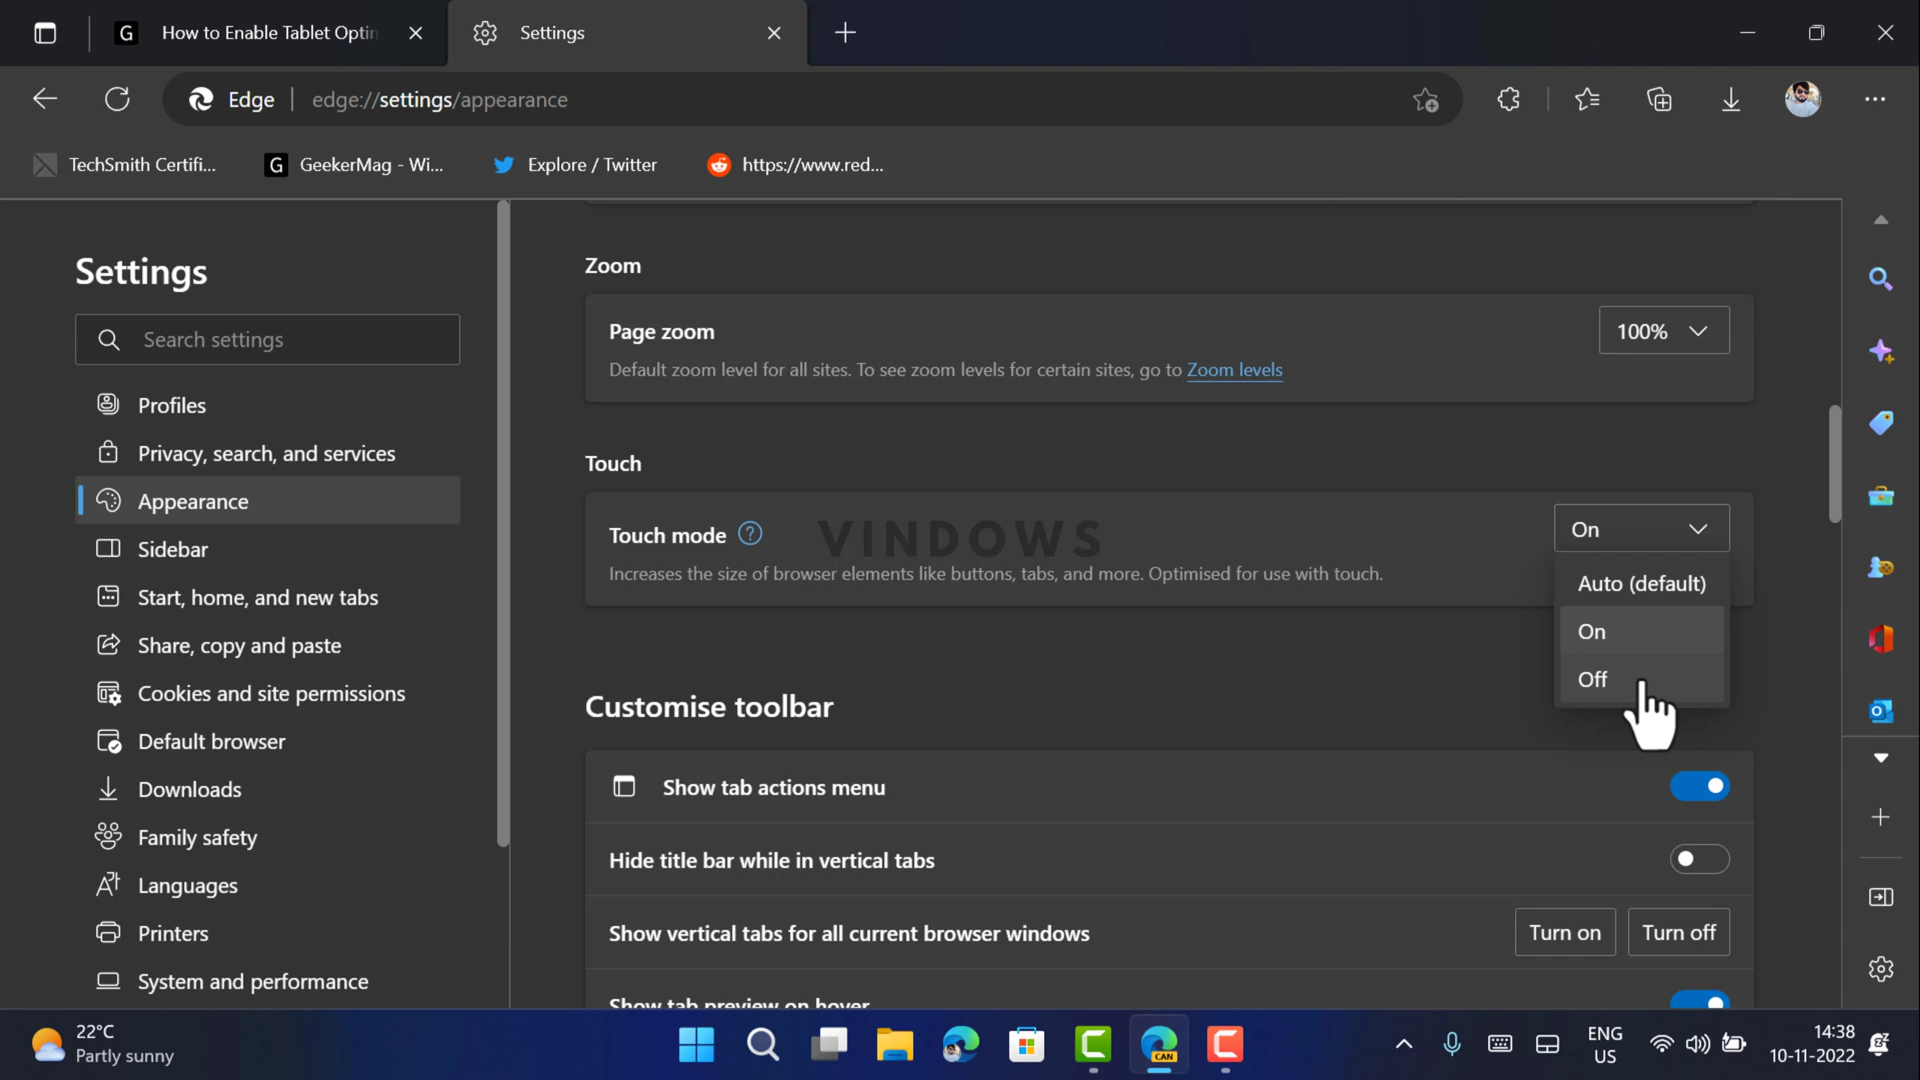 How to Enable Tablet Optin
Settings
Edge
edge://settings/appearance
TechSmith Certifi...
GeekerMag - Wi...
Explore / Twitter
https://www.red...
Settings
Search settings
Profiles
Privacy, search, and services
Appearance
Sidebar
Start, home, and new tabs
Share, copy and paste
Cookies and site permissions
Default browser
Downloads
Family safety
Languages
Printers
System and performance
Zoom
Page zoom
100%
Default zoom level for all sites. To see zoom levels for certain sites, go to Zoom levels
Touch
Touch mode
VINDOWS
On
Increases the size of browser elements like buttons, tabs, and more. Optimised for use with touch.
Auto (default)
On
Off
Customise toolbar
Show tab actions menu
Hide title bar while in vertical tabs
Show vertical tabs for all current browser windows
Turn on
Turn off
Show tab preview on hover
22°C
Partly sunny
CAN
ENG
US
14:38
10-11-2022